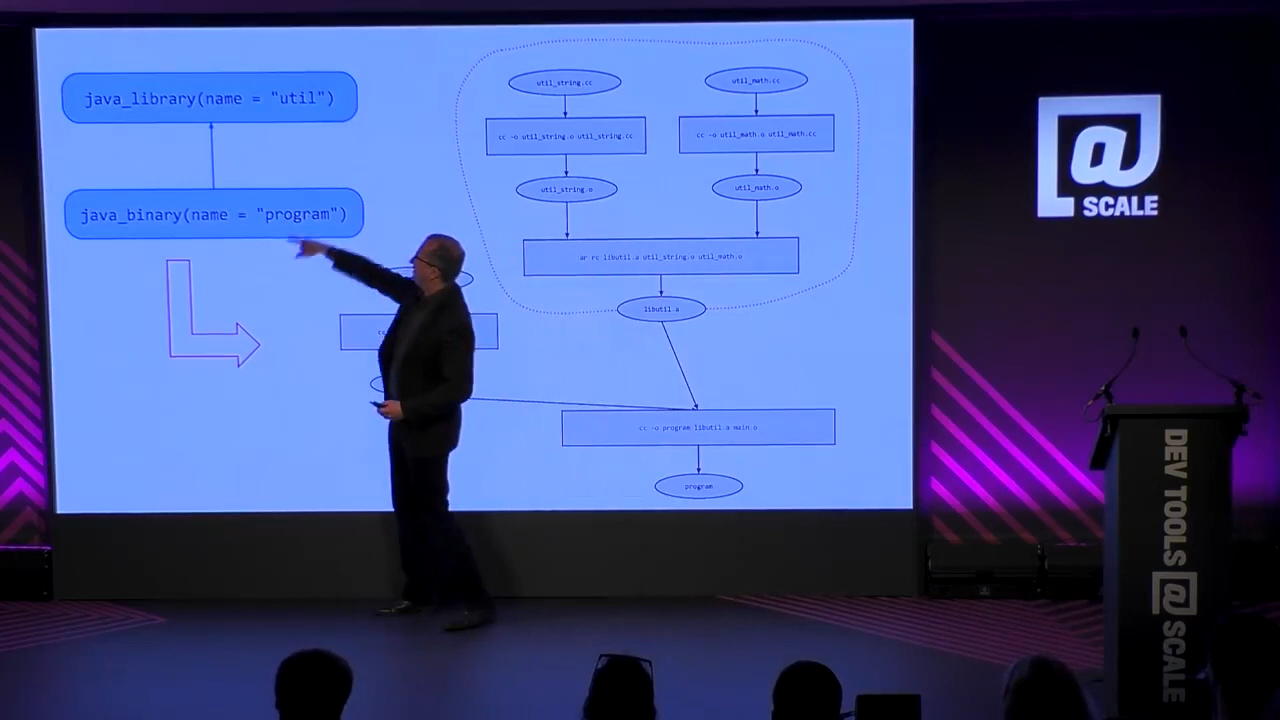 java_library(name = "util")
java_binary(name = "program")
util_string.cc
util_math.cc
cc -o util_string.o util_string.cc
cc -o util_math.o util_math.cc
util_string.o
util_math.o
ar rc libutil.a util_string.o util_math.o
libutil.a
cc
cc -o program libutil.a main.o
program
@
SCALE
DEV TOOLS @ SCALE